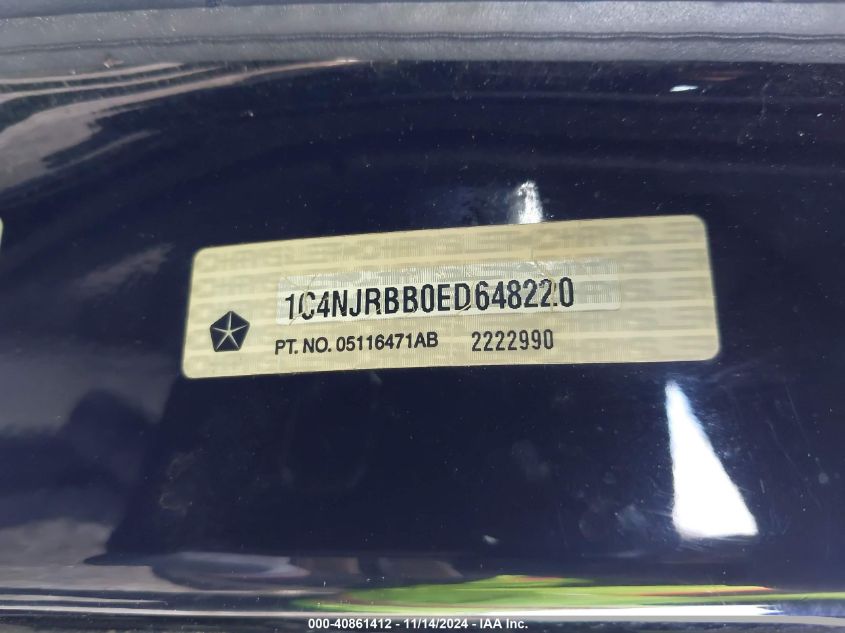 1C4NJRBB0ED648220
PT. NO. 05116471AB 2222990
000-40861412 - 11/14/2024 - IAA Inc.